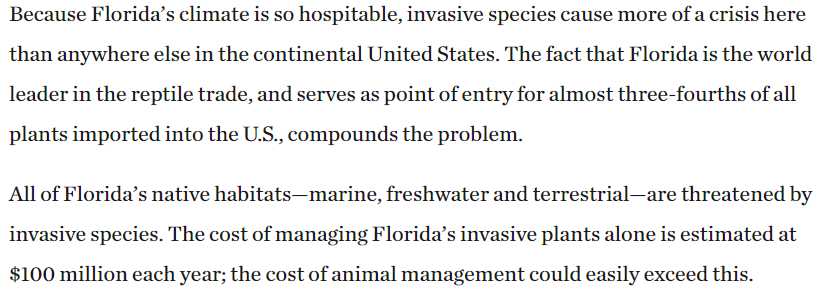 Because Florida’s climate is so hospitable, invasive species cause more of a crisis here
than anywhere else in the continental United States. The fact that Florida is the world
leader in the reptile trade, and serves as point of entry for almost three-fourths of all
plants imported into the U.S., compounds the problem.
All of Florida’s native habitats—marine, freshwater and terrestrial—are threatened by
invasive species. The cost of managing Florida’s invasive plants alone is estimated at
$100 million each year; the cost of animal management could easily exceed this.